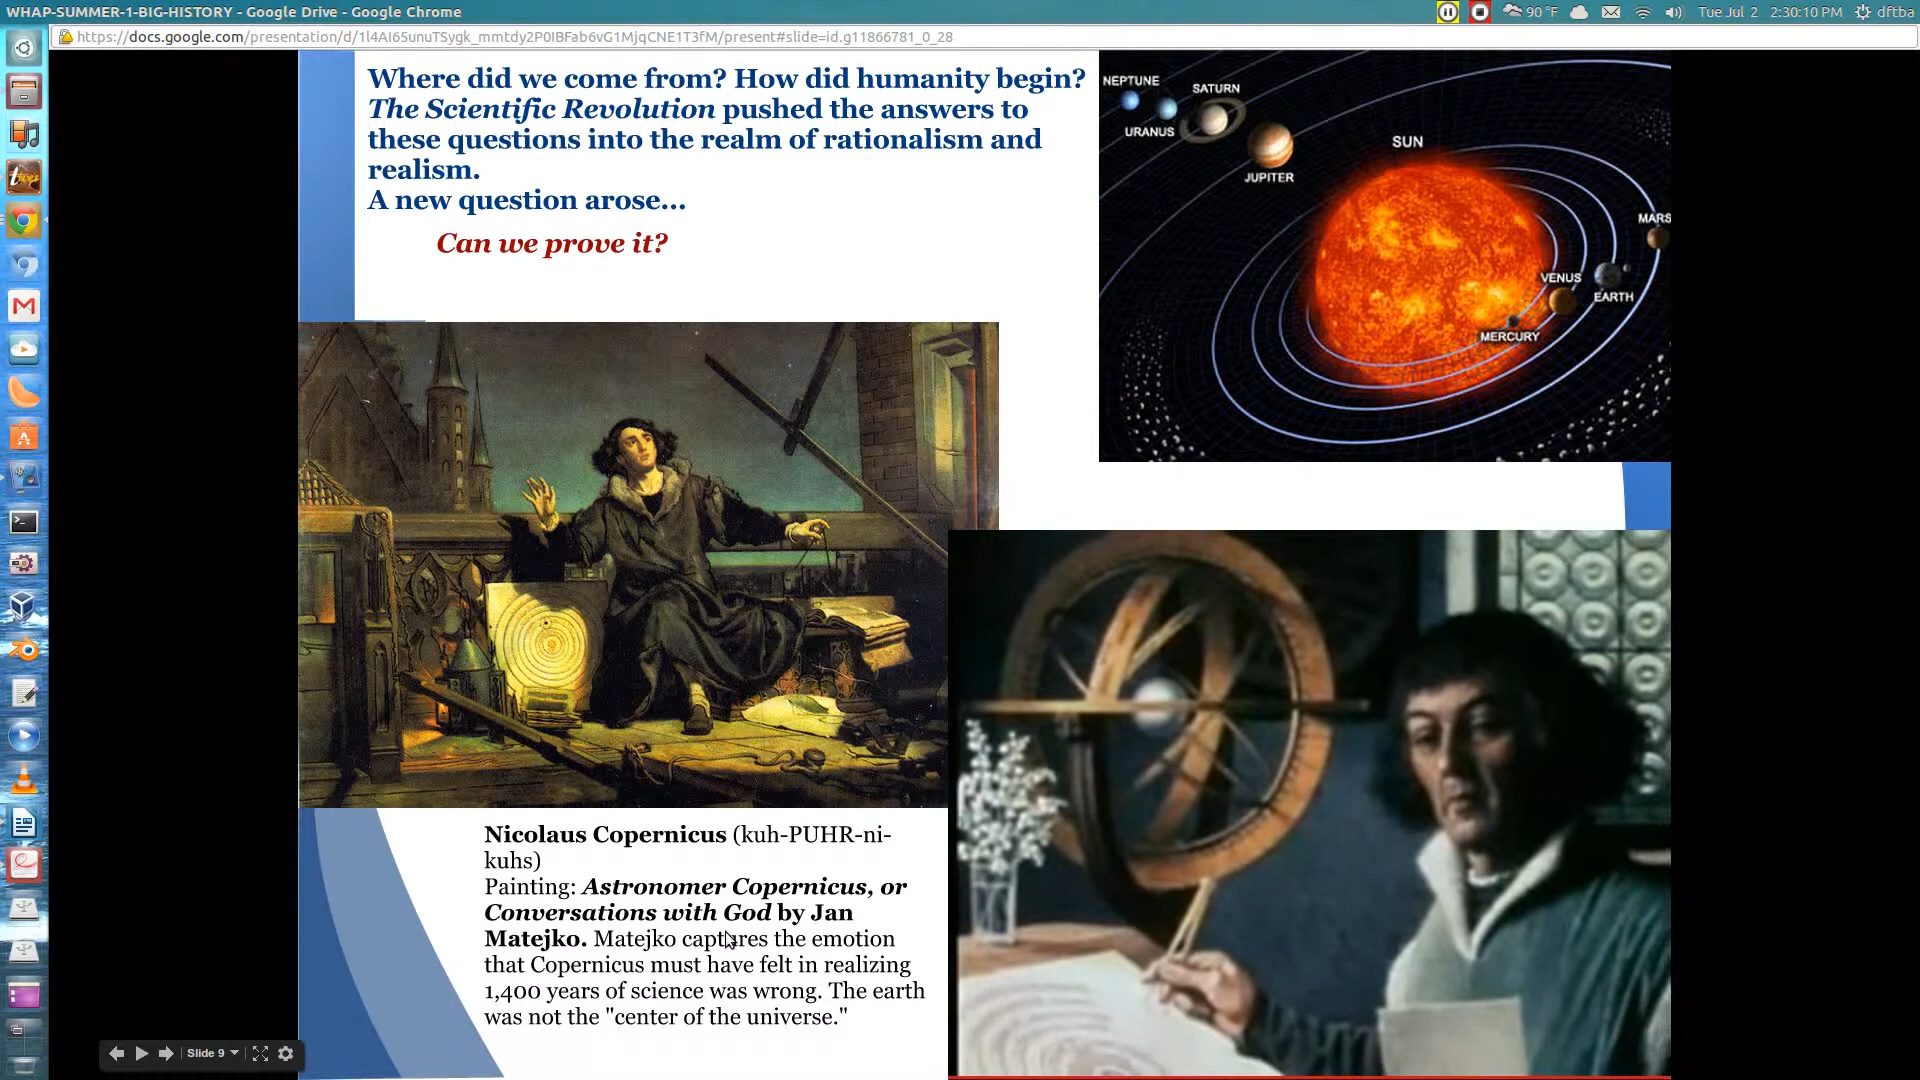 WHAP-SUMMER-1-BIG-HISTORY - Google Drive - Google Chrome
90 °F
Tue Jul 2
2:30:10 PM
dftba
https://docs.google.com/presentation/d/1l4AI65unuTSygk_mmtdy2P0IBFab6vG1MjqCNE1T3fM/present#slide=id.g11866781_0_28
Where did we come from? How did humanity begin?
The Scientific Revolution pushed the answers to
these questions into the realm of rationalism and
realism.
A new question arose...
Can we prove it?
NEPTUNE
SATURN
URANUS
JUPITER
SUN
MARS
VENUS
EARTH
MERCURY
Nicolaus Copernicus (kuh-PUHR-ni-
kuhs)
Painting: Astronomer Copernicus, or
Conversations with God by Jan
Matejko. Matejko captures the emotion
that Copernicus must have felt in realizing
1,400 years of science was wrong. The earth
was not the "center of the universe."
Slide 9